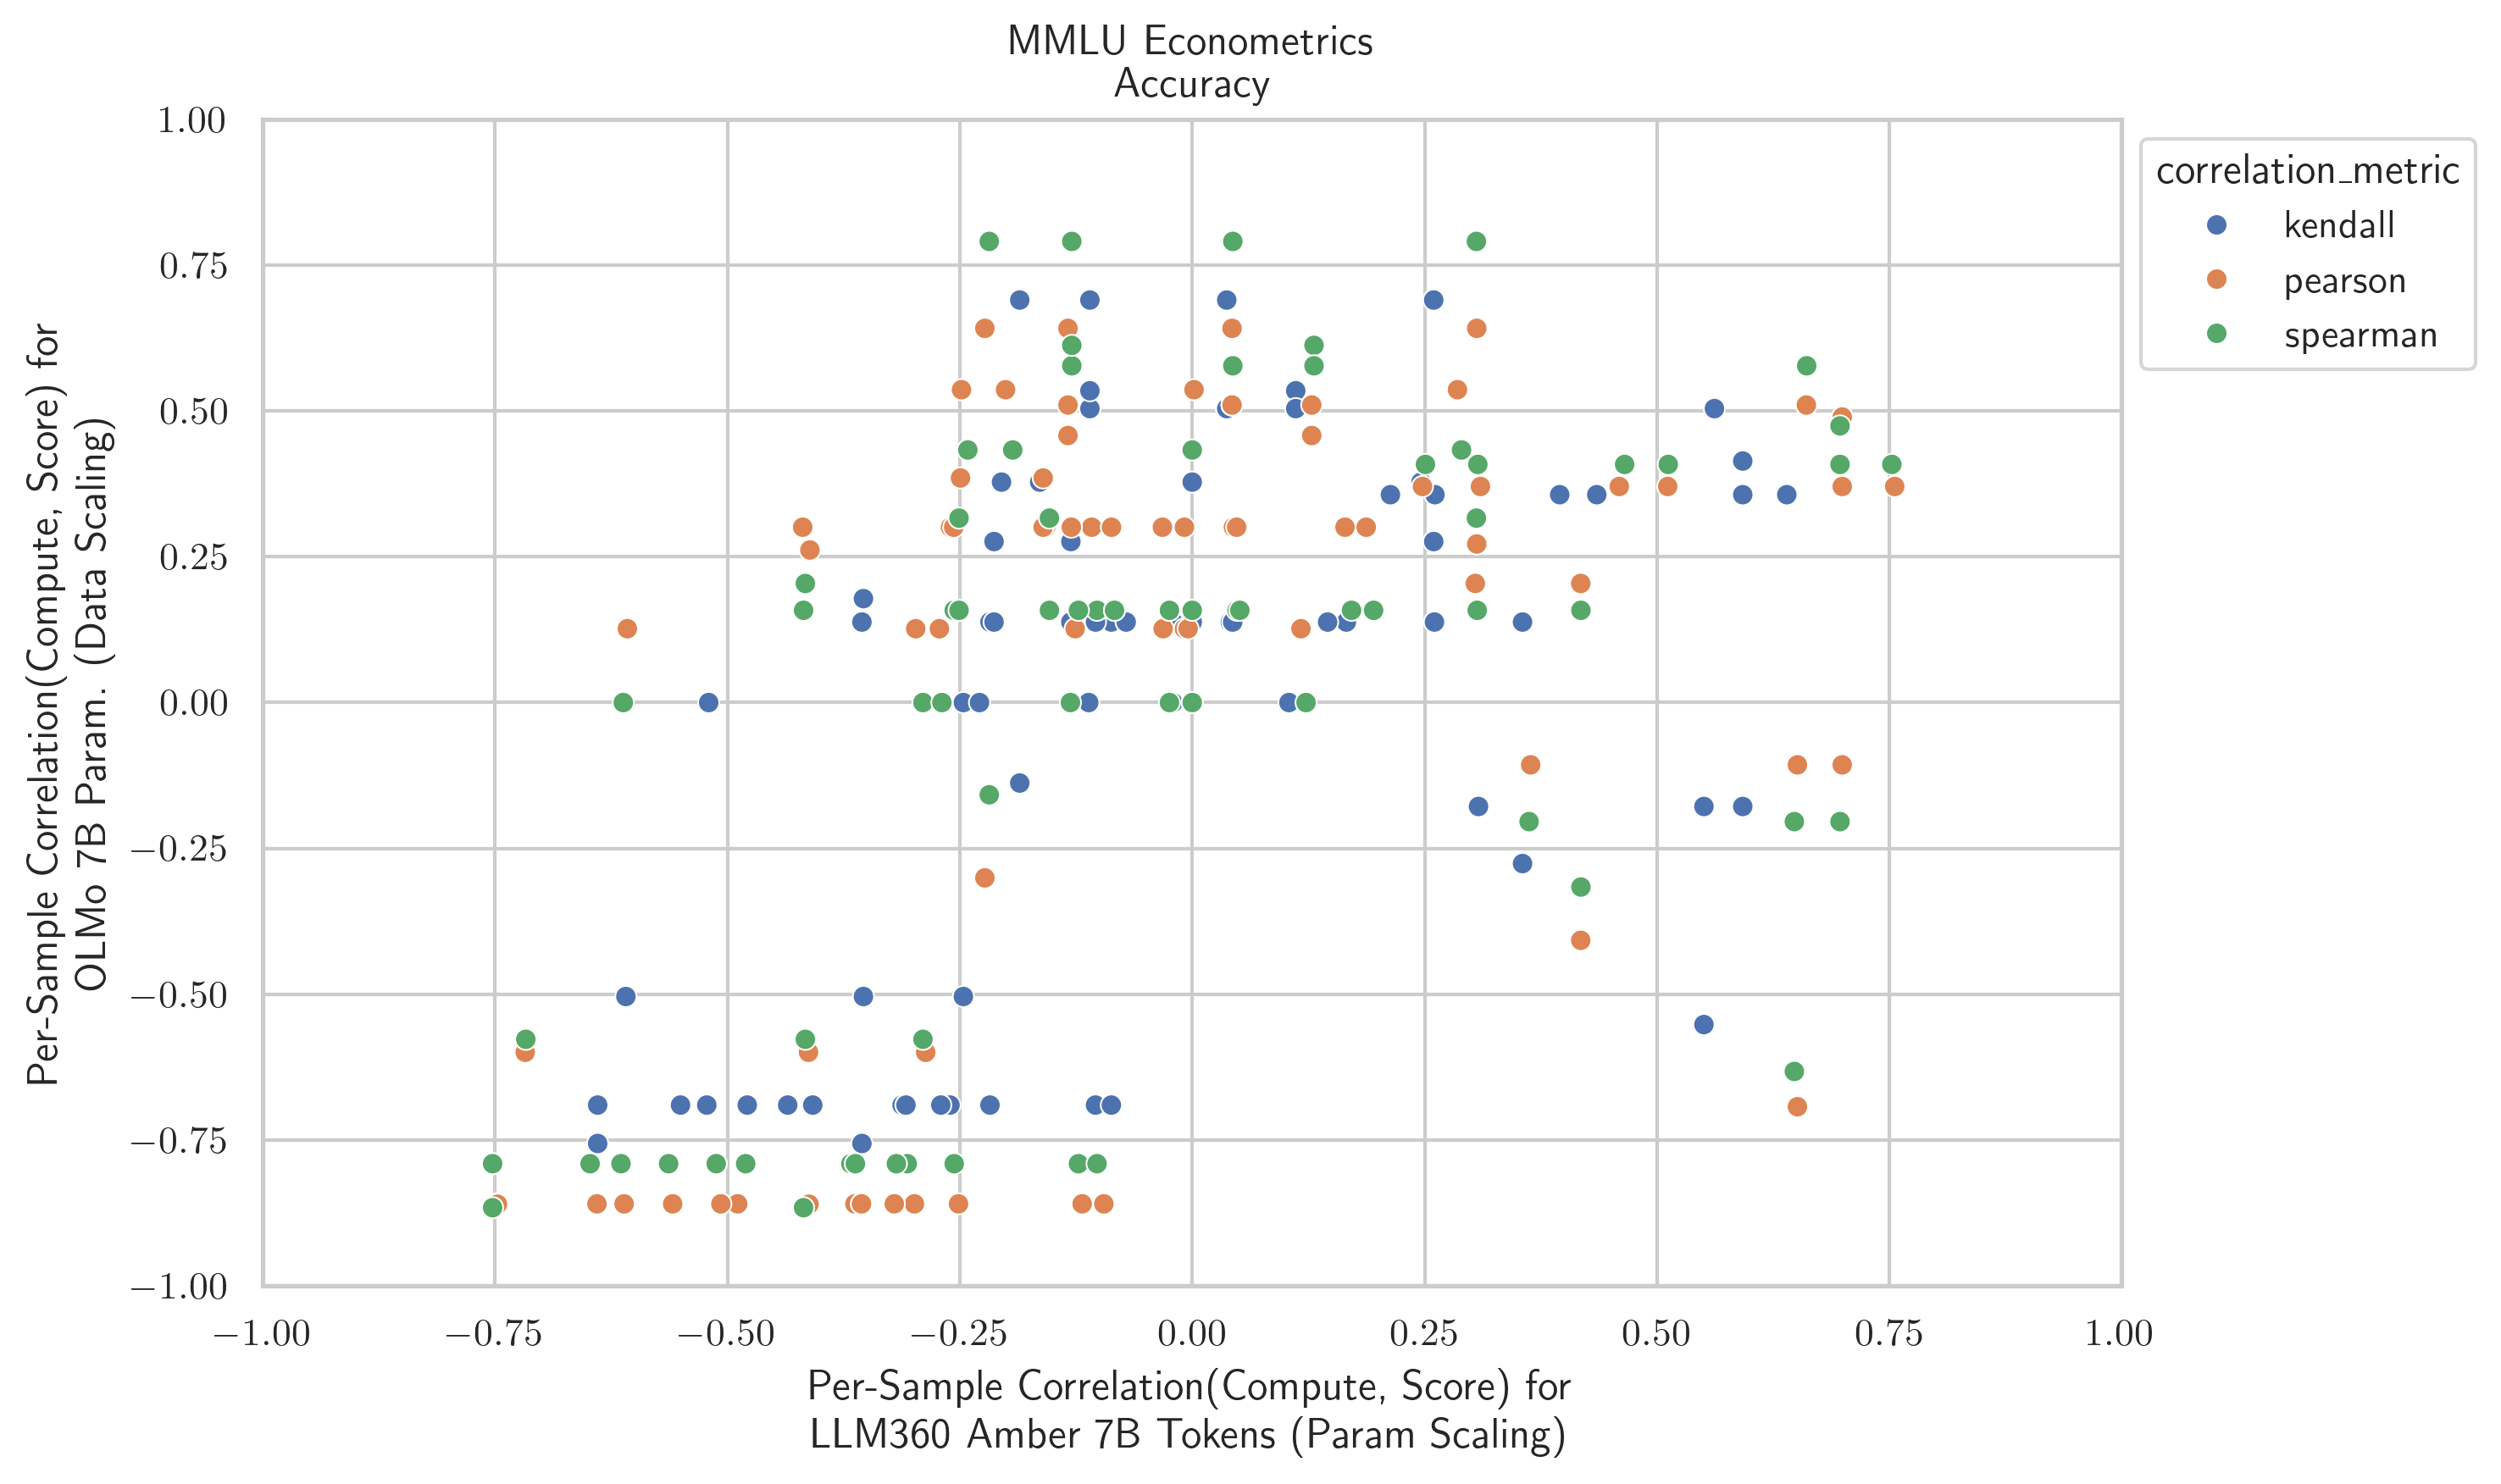 MMLU Econometrics
Accuracy
1.00
0.75
0.50
0.25
0.00
−0.25
−0.50
−0.75
−1.00
Per-Sample Correlation(Compute, Score) for
OLMo 7B Param. (Data Scaling)
−1.00 −0.75 −0.50 −0.25 0.00 0.25 0.50 0.75 1.00
Per-Sample Correlation(Compute, Score) for
LLM360 Amber 7B Tokens (Param Scaling)
correlation_metric
kendall
pearson
spearman